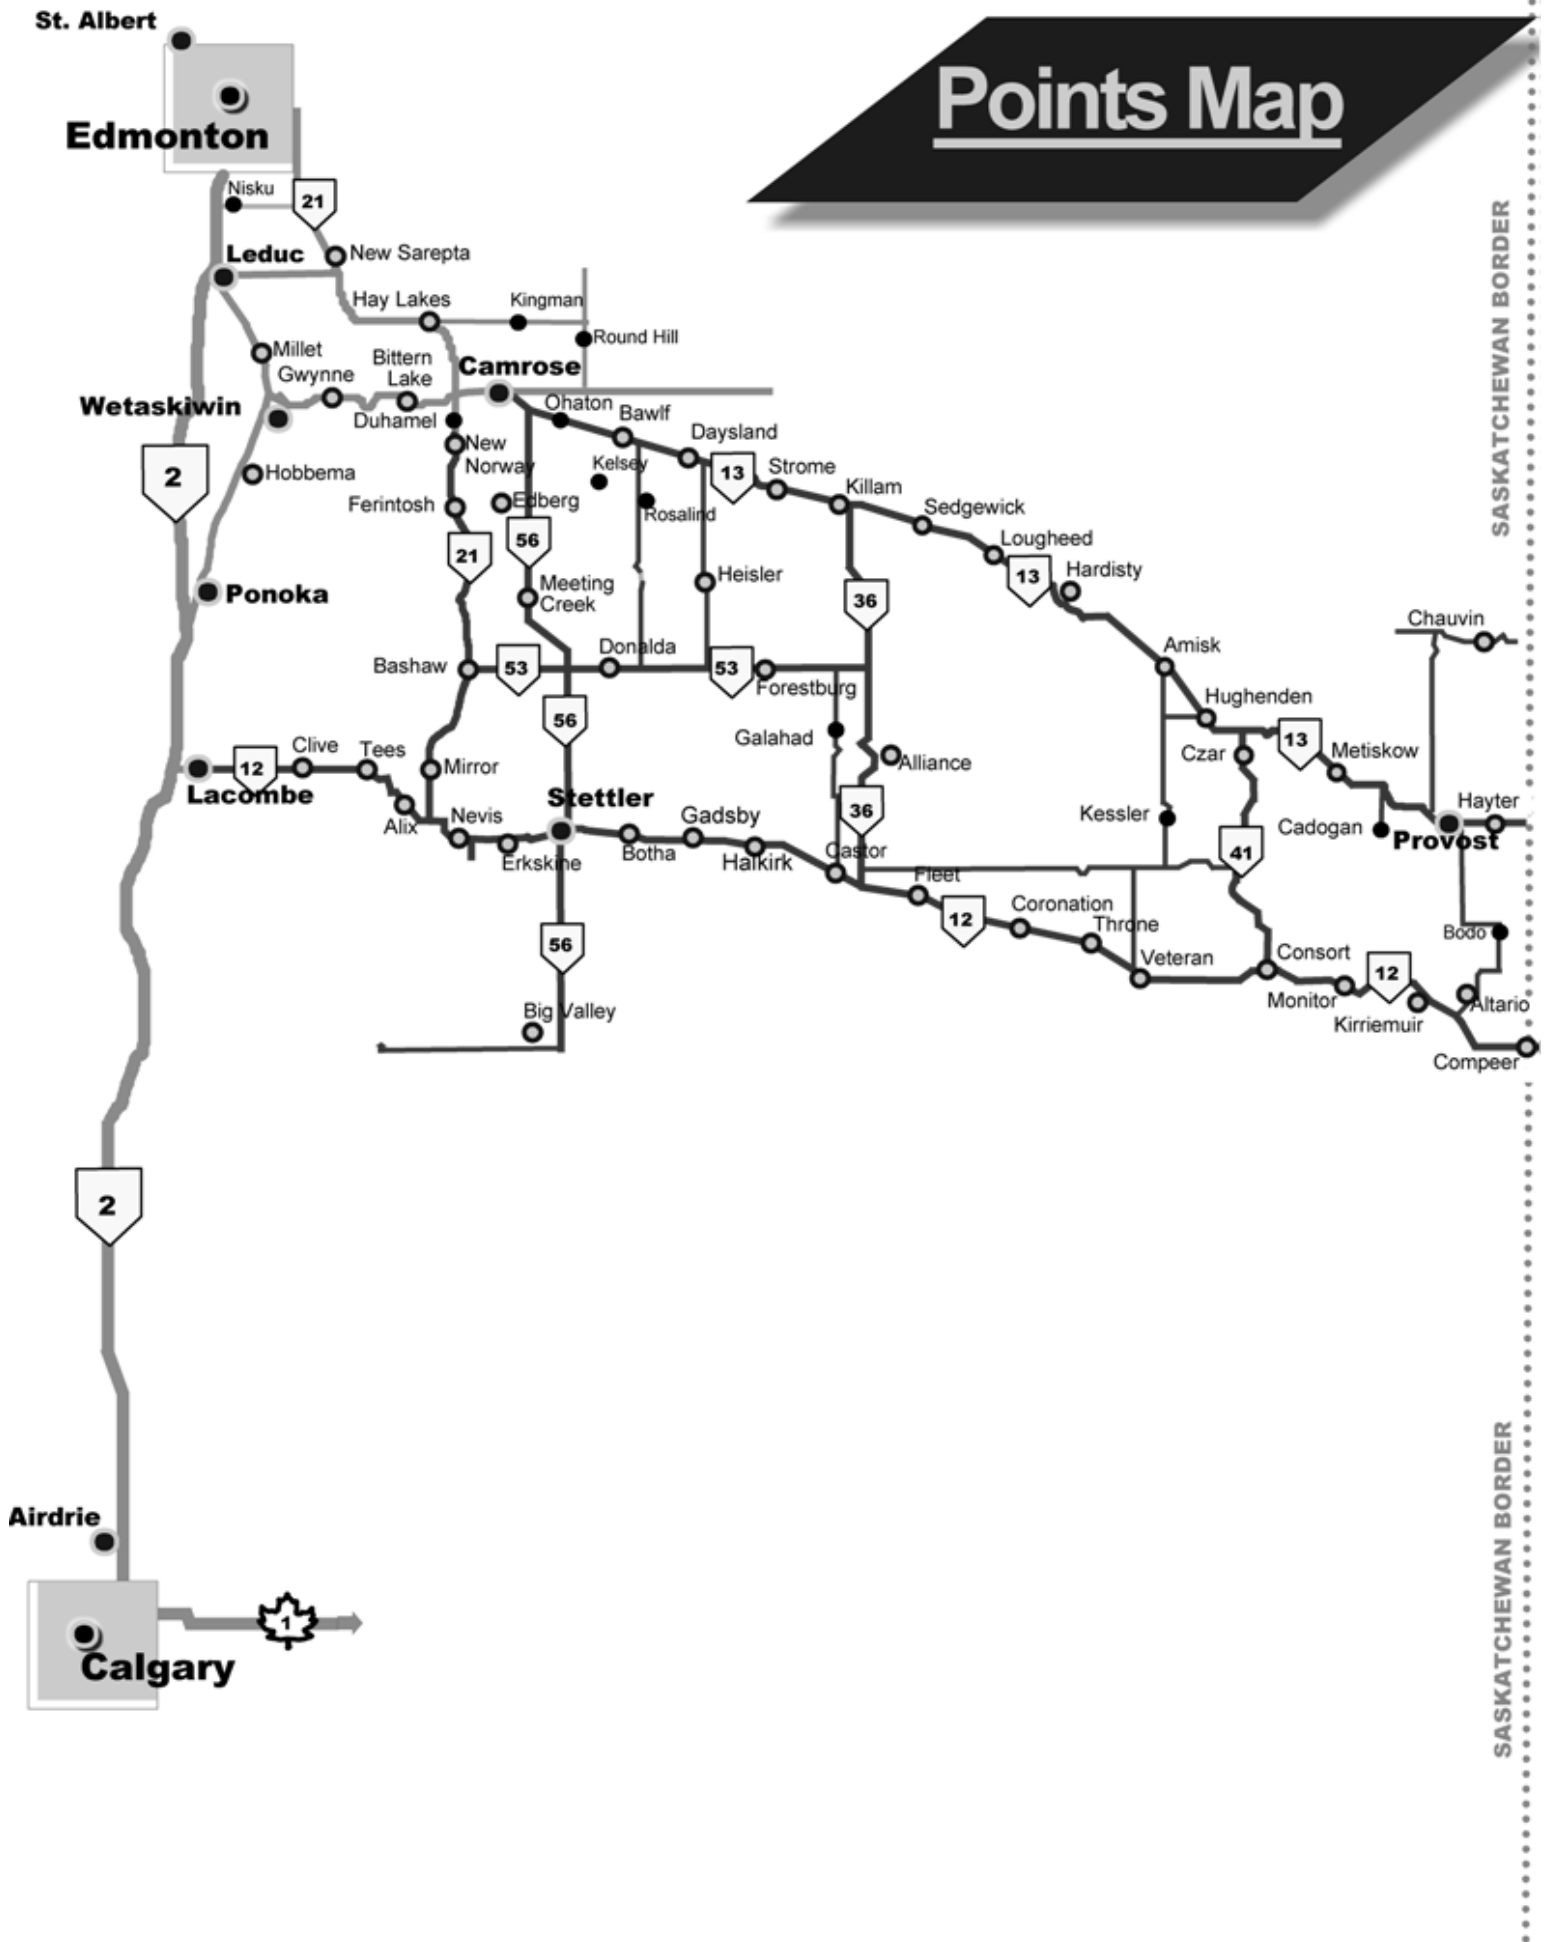 St. Albert
Points Map
Edmonton
Nisku
21
Leduc
New Sarepta
Hay Lakes
Kingman
Round Hill
Millet
Bittern
Lake
Camrose
Gwynne
Wetaskiwin
Duhamel
Ohaton
Bawlf
Daysland
New
Norway
2
Hobbema
Kelsey
13
Strome
Killam
Ferintosh
Edberg
Rosalind
Sedgewick
Lougheed
56
21
13
Hardisty
Heisler
Meeting
Creek
Ponoka
36
Chauvin
Amisk
Bashaw
53
Donalda
53
Forestburg
Hughenden
56
Galahad
Czar
13
Metiskow
Alliance
Clive
Tees
12
Mirror
Lacombe
Stettler
36
Hayter
Alix
Nevis
Gadsby
Kessler
Cadogan
Provost
Erkskine
Botha
Halkirk
Castor
41
Fleet
12
Coronation
Throne
Bodo
56
Veteran
Consort
12
Monitor
Altario
Big Valley
Kirriemuir
Compeer
SASKATCHEWAN BORDER
2
Airdrie
1
Calgary
SASKATCHEWAN BORDER